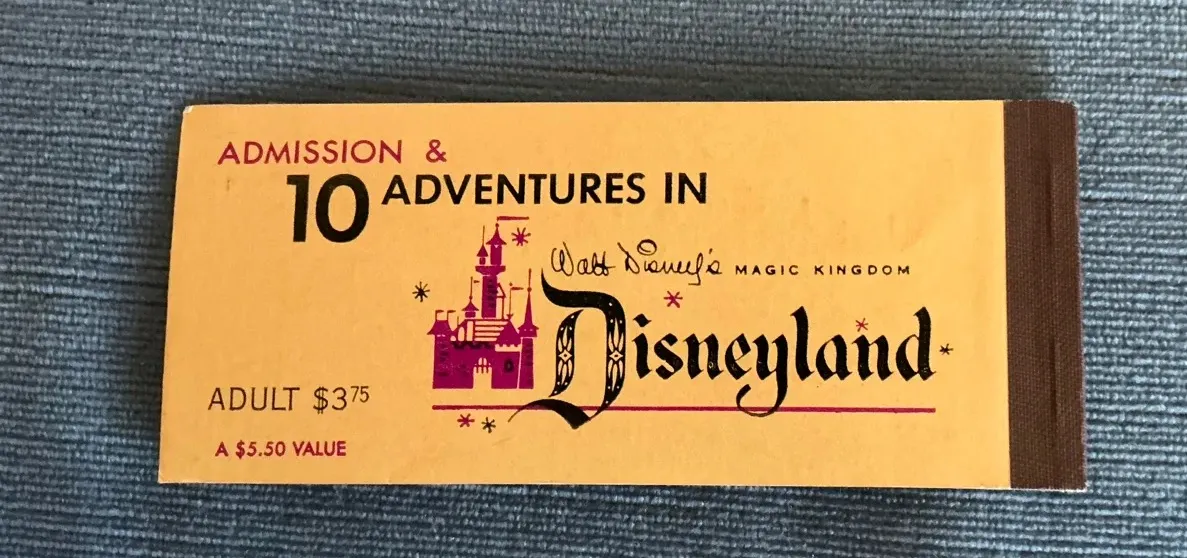 ADMISSION &
10 ADVENTURES IN
Walt Disney's MAGIC KINGDOM
Disneyland
ADULT $3⁷⁵
A $5.50 VALUE